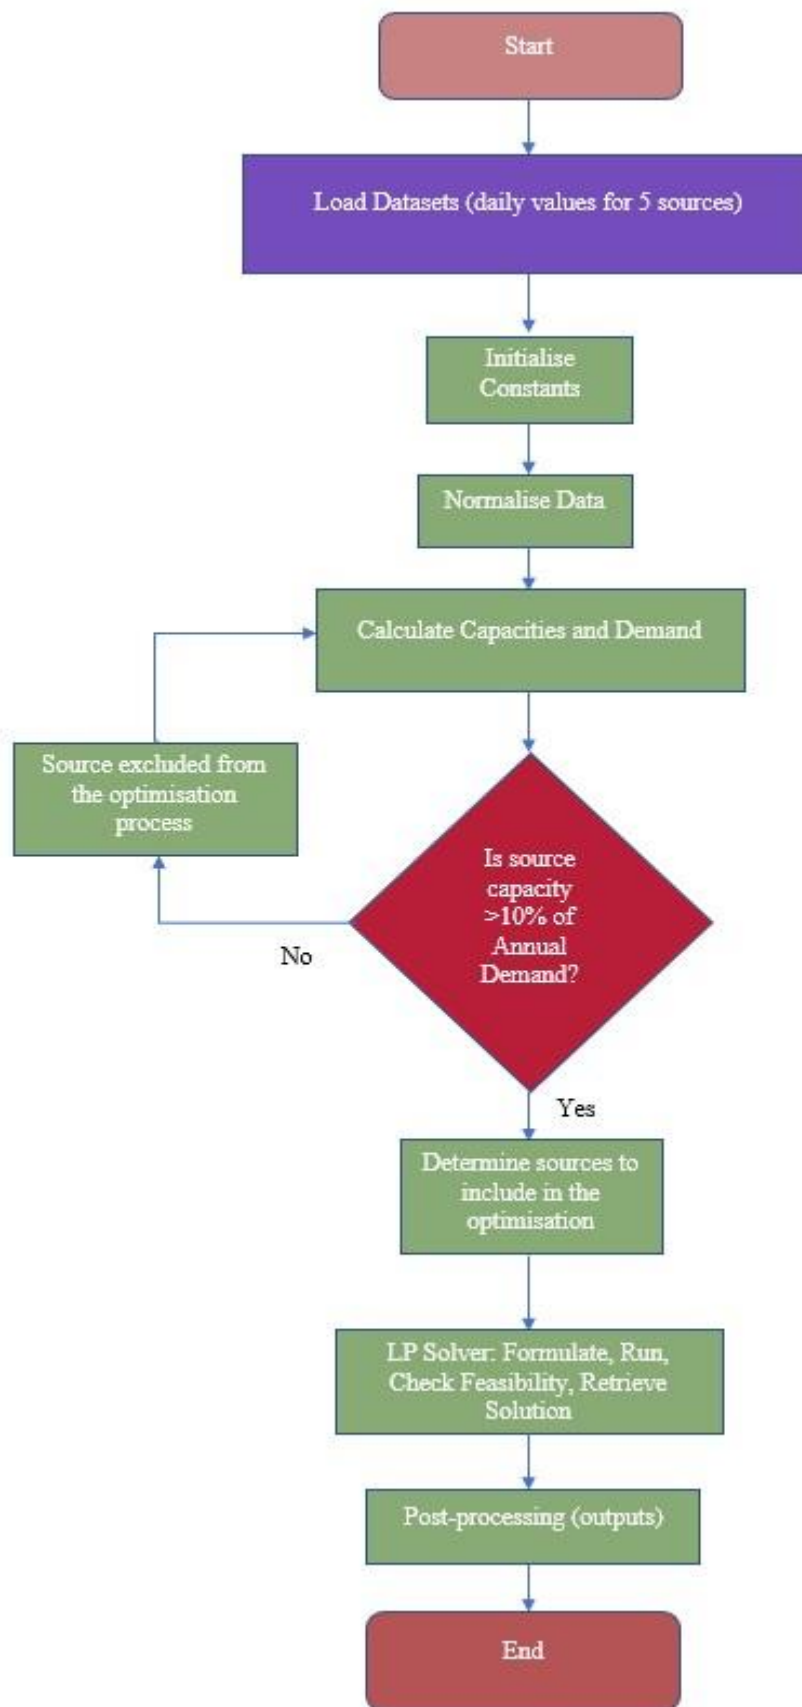 Start
Load Datasets (daily values for 5 sources)
Initialise
Constants
Normalise Data
Calculate Capacities and Demand
Source excluded from
the optimisation
process
Is source
capacity
>10% of
Annual
Demand?
No
Yes
Determine sources to
include in the
optimisation
LP Solver: Formulate, Run,
Check Feasibility, Retrieve
Solution
Post-processing (outputs)
End